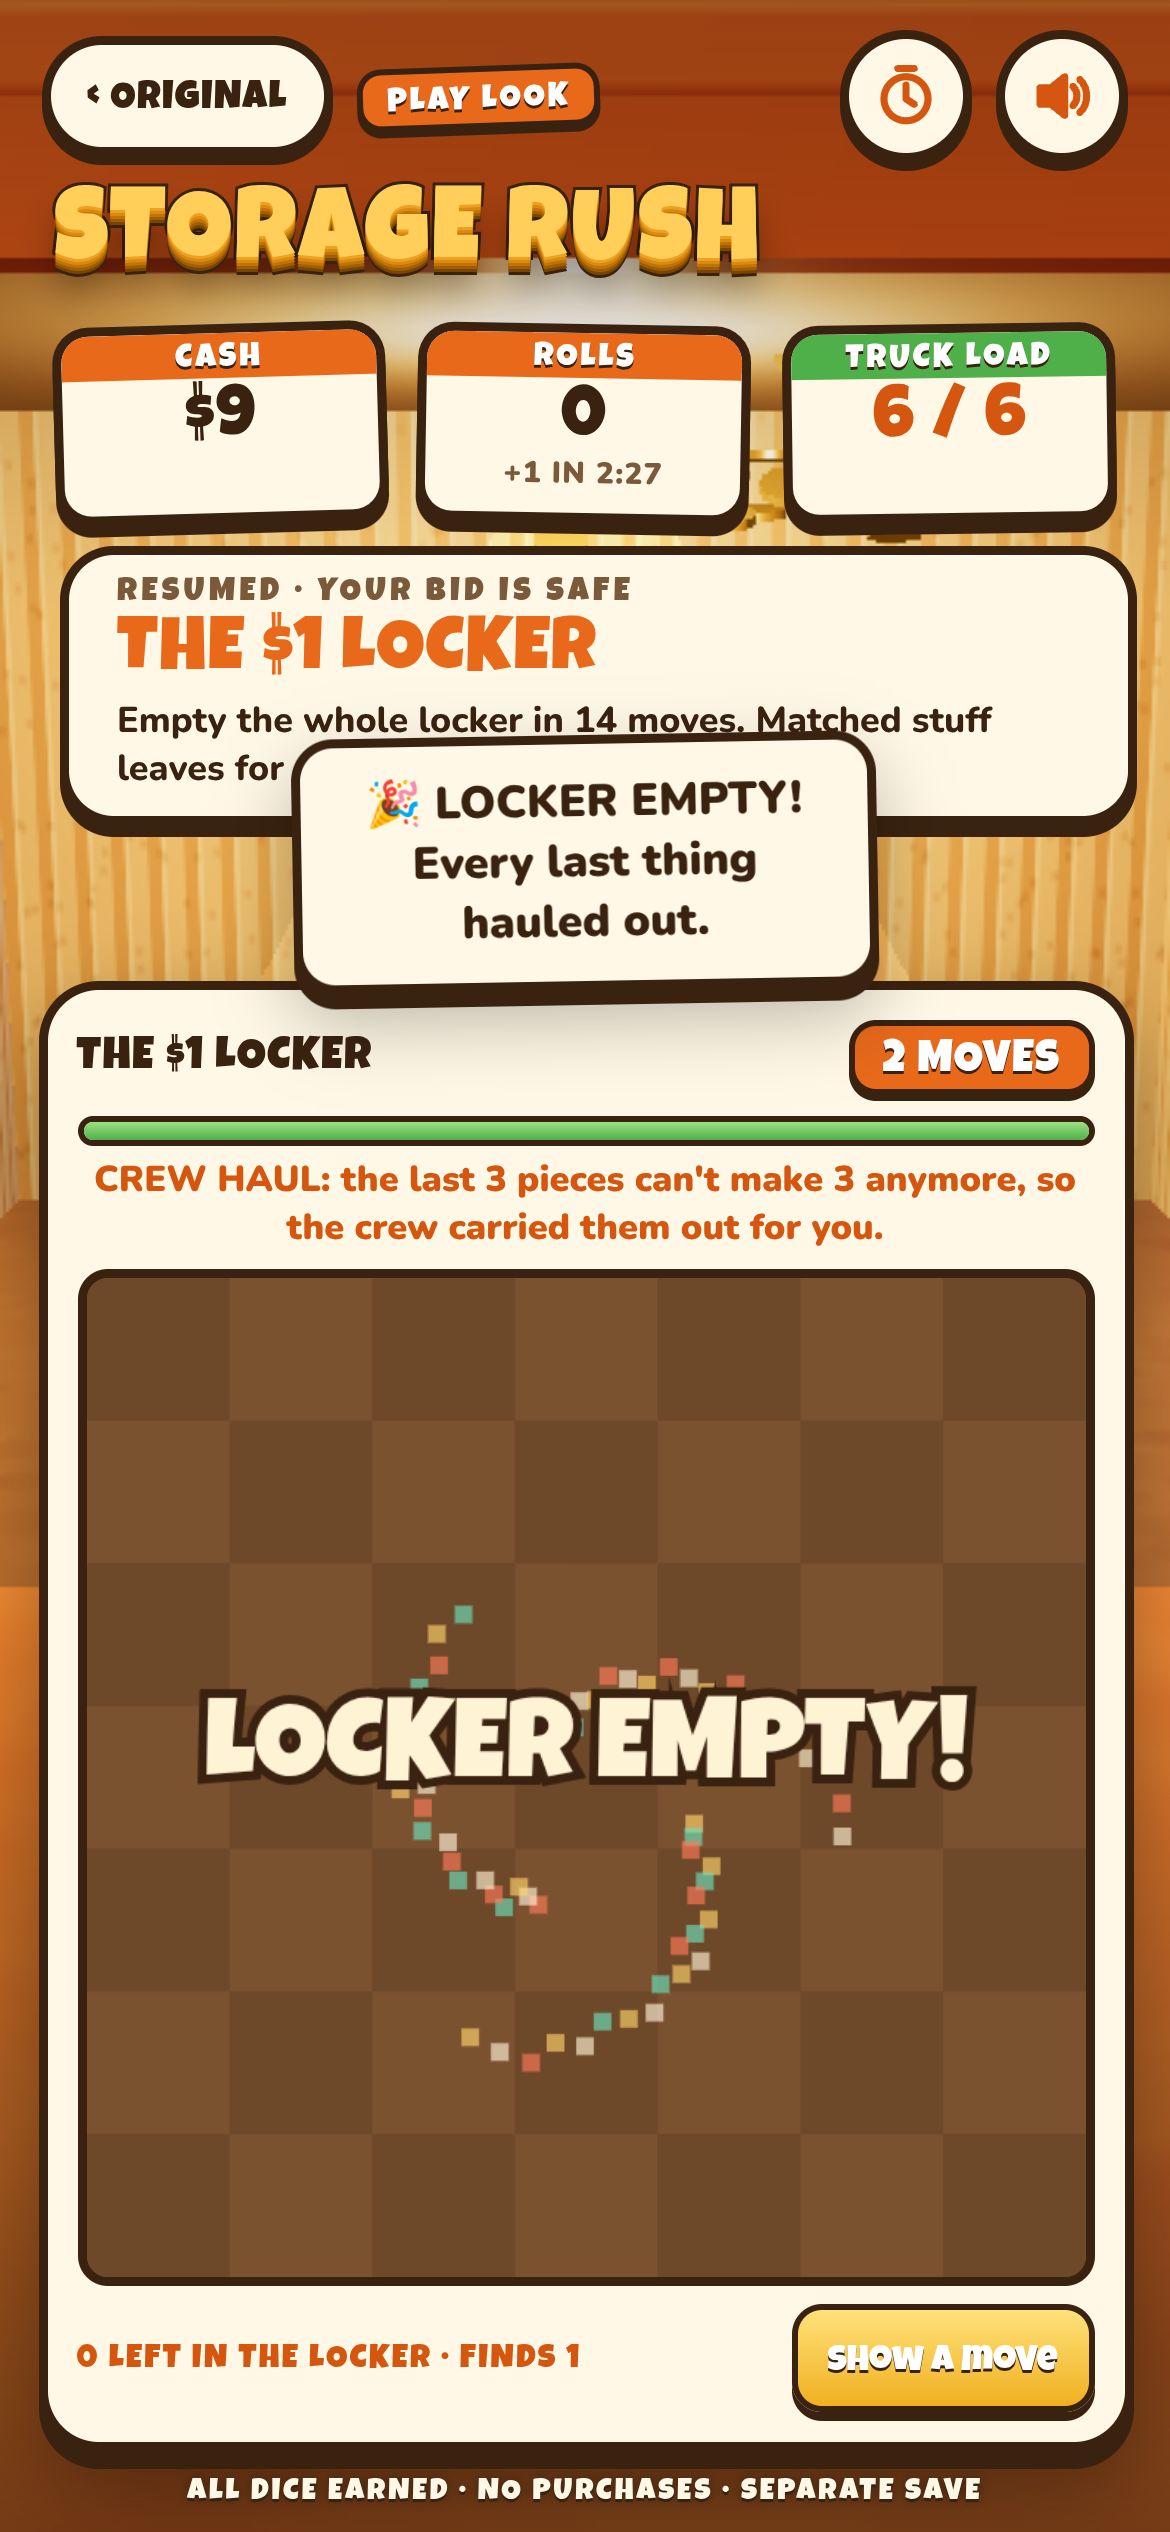 ‹ ORIGINAL
PLAY LOOK
STORAGE RUSH
CASH
$9
ROLLS
0
+1 IN 2:27
TRUCK LOAD
6 / 6
RESUMED · YOUR BID IS SAFE
THE $1 LOCKER
Empty the whole locker in 14 moves. Matched stuff
leaves for
🎉 LOCKER EMPTY!
Every last thing
hauled out.
THE $1 LOCKER
2 MOVES
CREW HAUL: the last 3 pieces can't make 3 anymore, so
the crew carried them out for you.
LOCKER EMPTY!
0 LEFT IN THE LOCKER · FINDS 1
SHOW A MOVE
ALL DICE EARNED · NO PURCHASES · SEPARATE SAVE